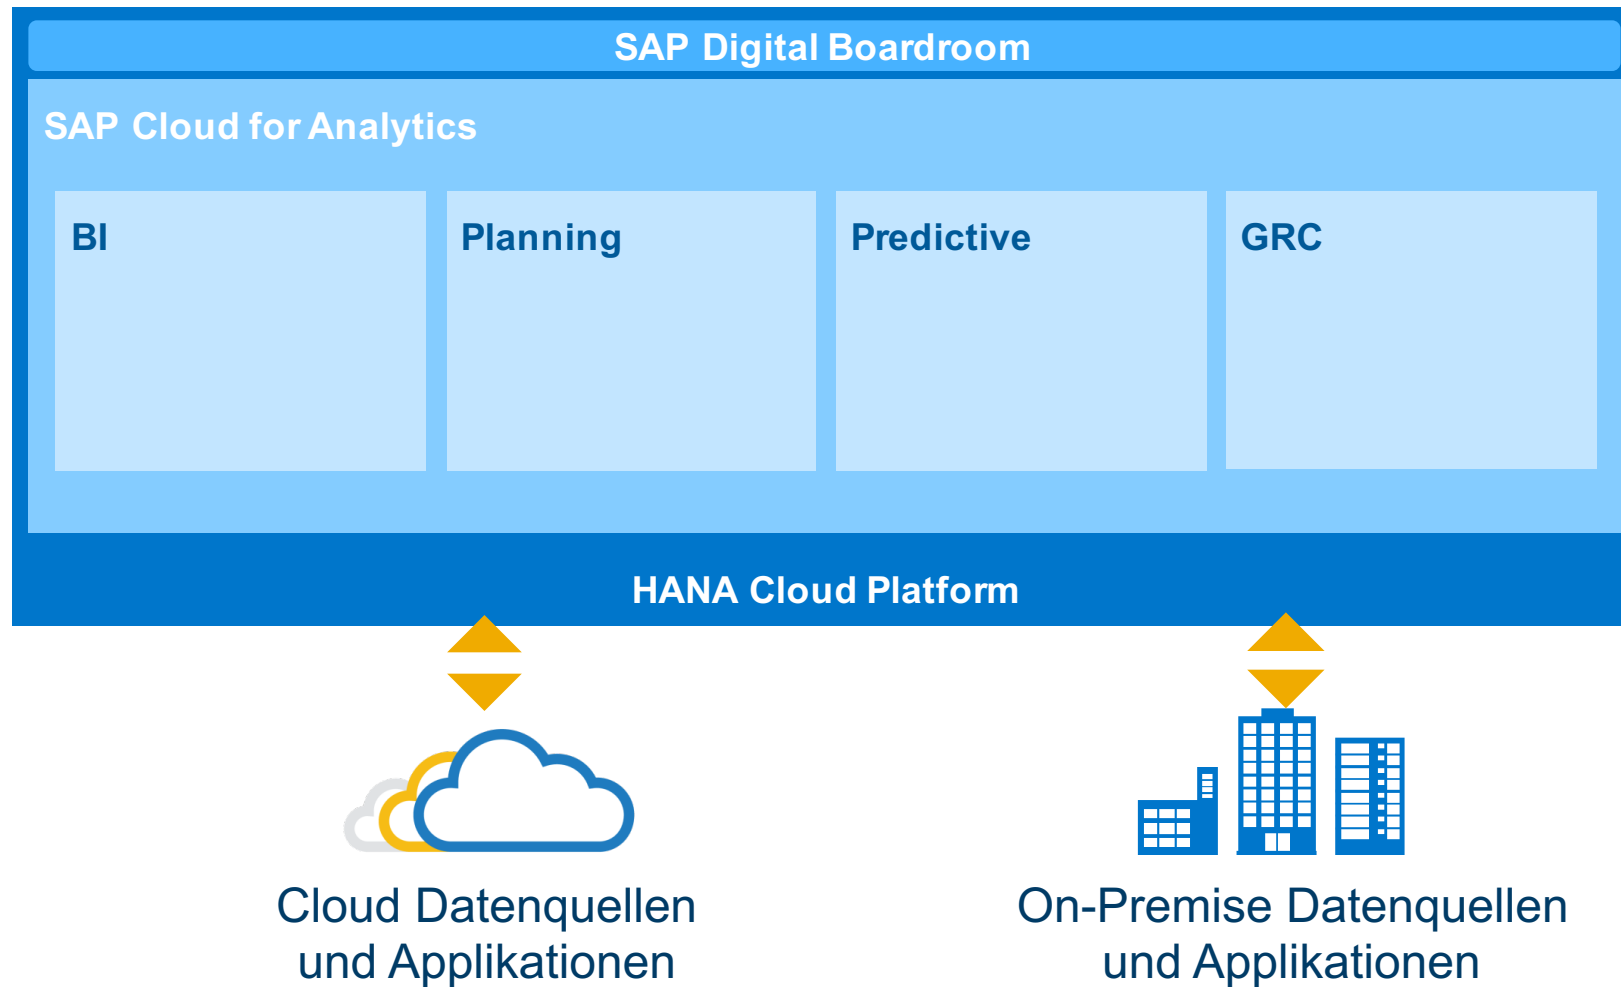 SAP Digital Boardroom
SAP Cloud for Analytics
BI
Planning
Predictive
GRC
HANA Cloud Platform
Cloud Datenquellen
und Applikationen
On-Premise Datenquellen
und Applikationen